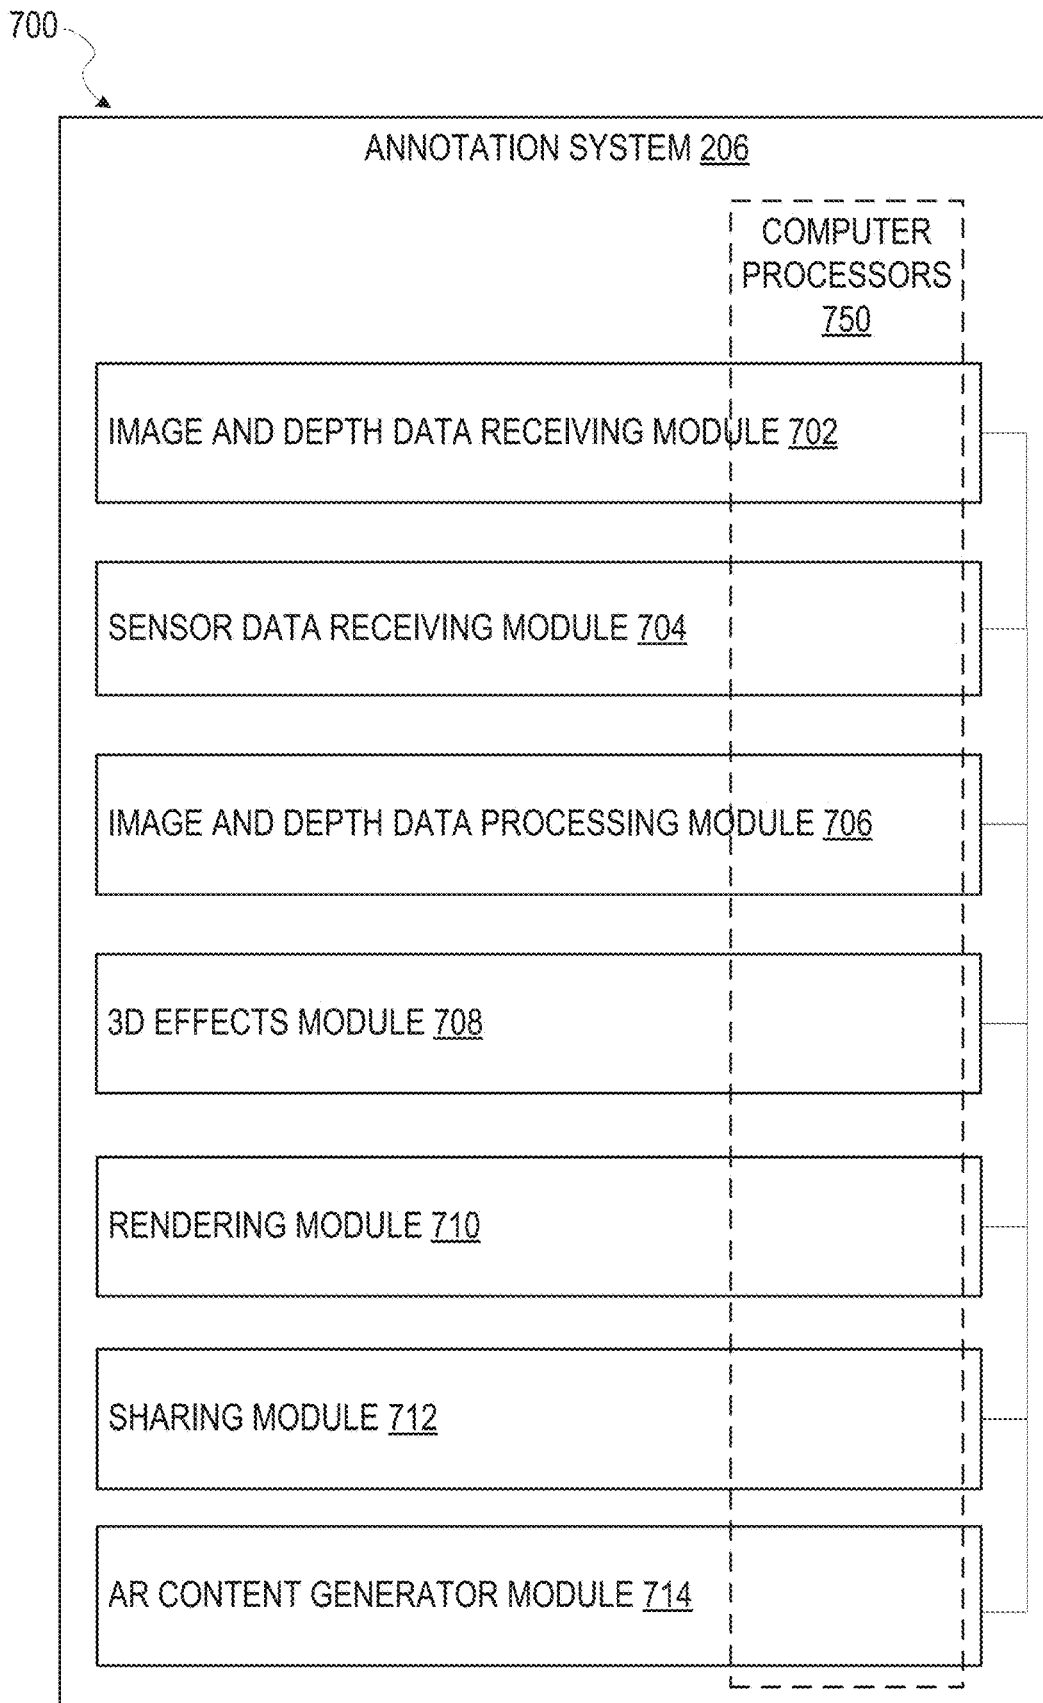 700
ANNOTATION SYSTEM 206
COMPUTER
PROCESSORS
750
IMAGE AND DEPTH DATA RECEIVING MODULE 702
SENSOR DATA RECEIVING MODULE 704
IMAGE AND DEPTH DATA PROCESSING MODULE 706
3D EFFECTS MODULE 708
RENDERING MODULE 710
SHARING MODULE 712
AR CONTENT GENERATOR MODULE 714